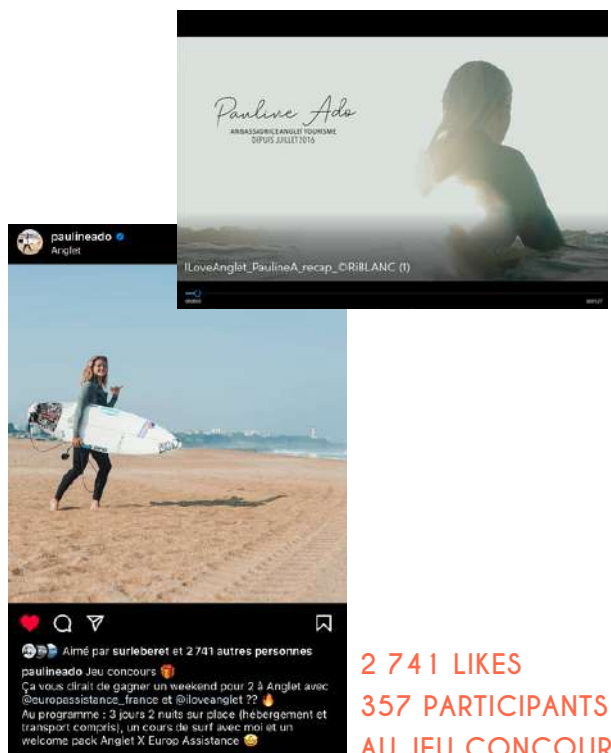 Pauline Ado
AMBASSADRICE ANGLET TOURISME
DEPUIS JUILLET 2016
ILoveAnglet_PaulineA_recap_©RiBLANC (1)
paulineado
Anglet
Aimé par surleberet et 2 741 autres personnes
paulineado Jeu concours 🎁
Ça vous dirait de gagner un weekend pour 2 à Anglet avec
@europassistance_france et @iloveanglet ?? 🔥
Au programme : 3 jours 2 nuits sur place (hébergement et
transport compris), un cours de surf avec moi et un
welcome pack Anglet X Europ Assistance 🤩
2 741 LIKES
357 PARTICIPANTS
AU JEU CONCOUR